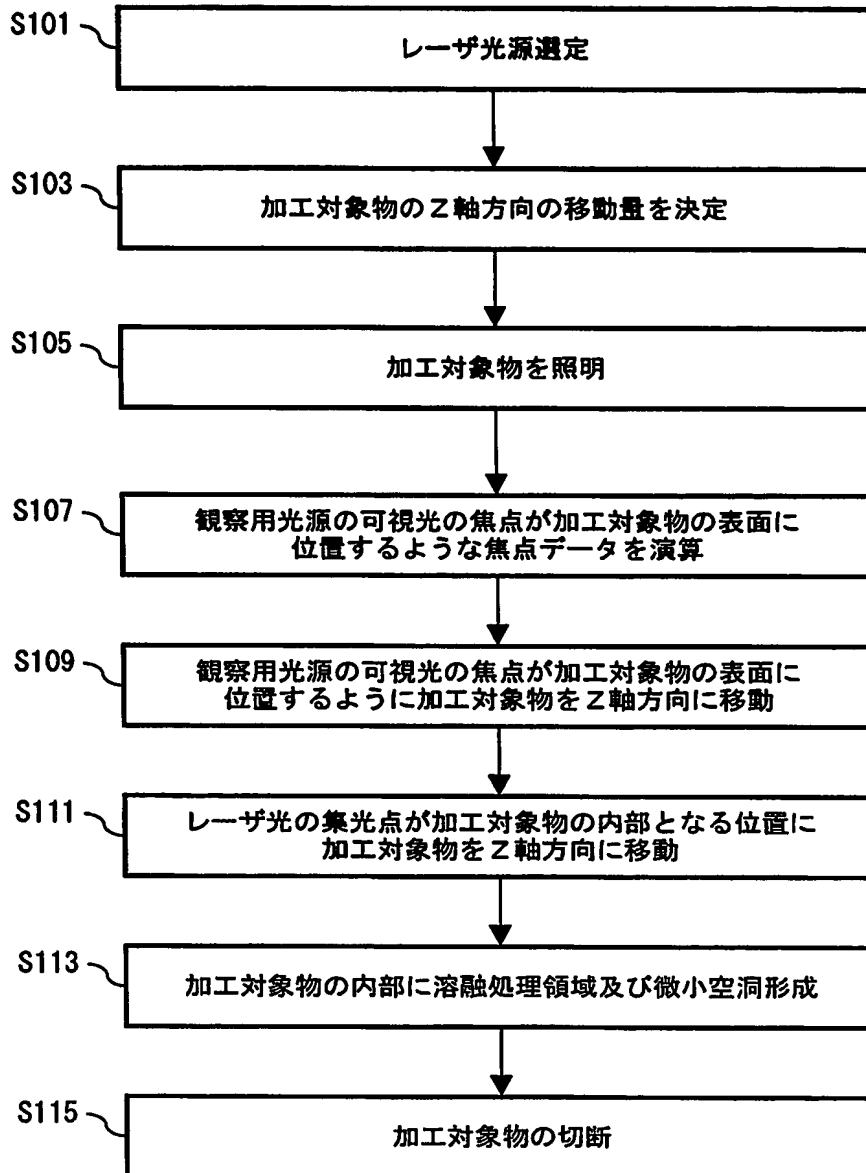 S101
レーザ光源選定
S103
加工対象物のZ軸方向の移動量を決定
S105
加工対象物を照明
S107
観察用光源の可視光の焦点が加工対象物の表面に
位置するような焦点データを演算
S109
観察用光源の可視光の焦点が加工対象物の表面に
位置するように加工対象物をZ軸方向に移動
S111
レーザ光の集光点が加工対象物の内部となる位置に
加工対象物をZ軸方向に移動
S113
加工対象物の内部に溶融処理領域及び微小空洞形成
S115
加工対象物の切断